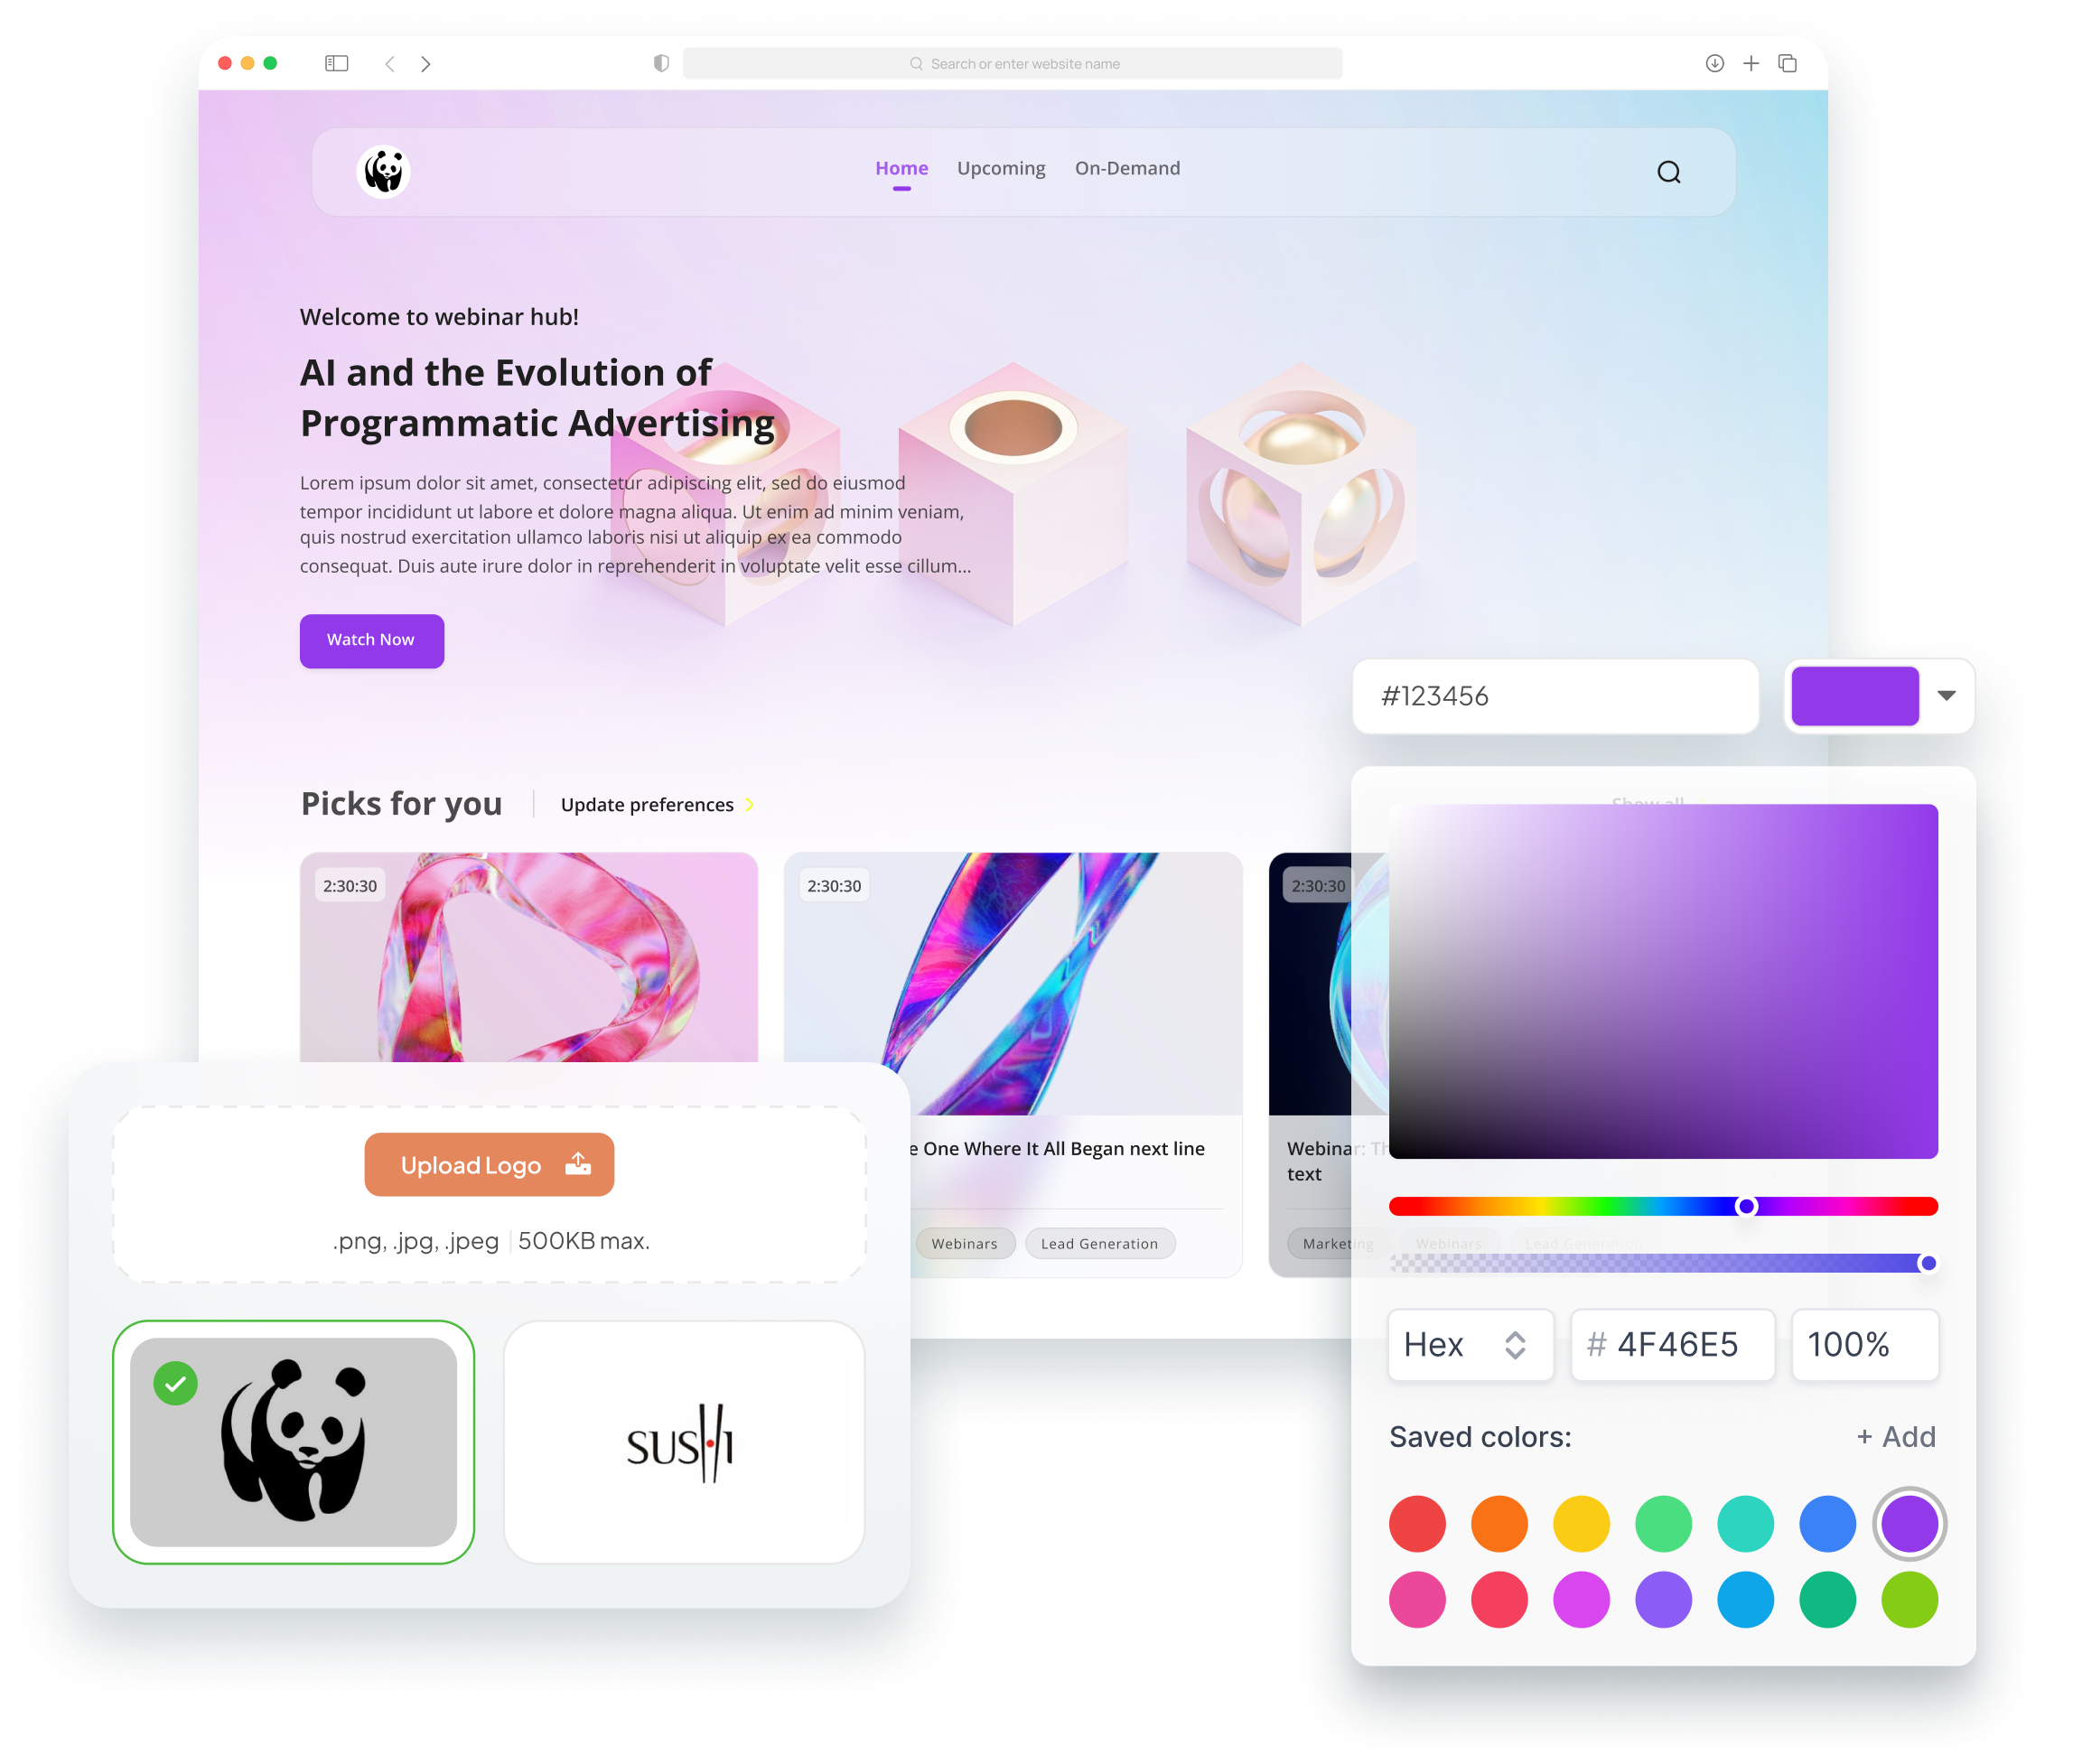 Search or enter website name
Home Upcoming On-Demand
Welcome to webinar hub!
AI and the Evolution of
Programmatic Advertising
Lorem ipsum dolor sit amet, consectetur adipiscing elit, sed do eiusmod
tempor incididunt ut labore et dolore magna aliqua. Ut enim ad minim veniam,
quis nostrud exercitation ullamco laboris nisi ut aliquip ex ea commodo
consequat. Duis aute irure dolor in reprehenderit in voluptate velit esse cillum...
Watch Now
#123456
Picks for you
Update preferences
Show all
2:30:30
2:30:30
2:30:30
e One Where It All Began next line
Webinars
Lead Generation
Webinar: Th
text
Marketing
Webinars
Lead Generation
Upload Logo
.png, .jpg, .jpeg 500KB max.
SUSHI
Hex
# 4F46E5
100%
Saved colors:
+ Add